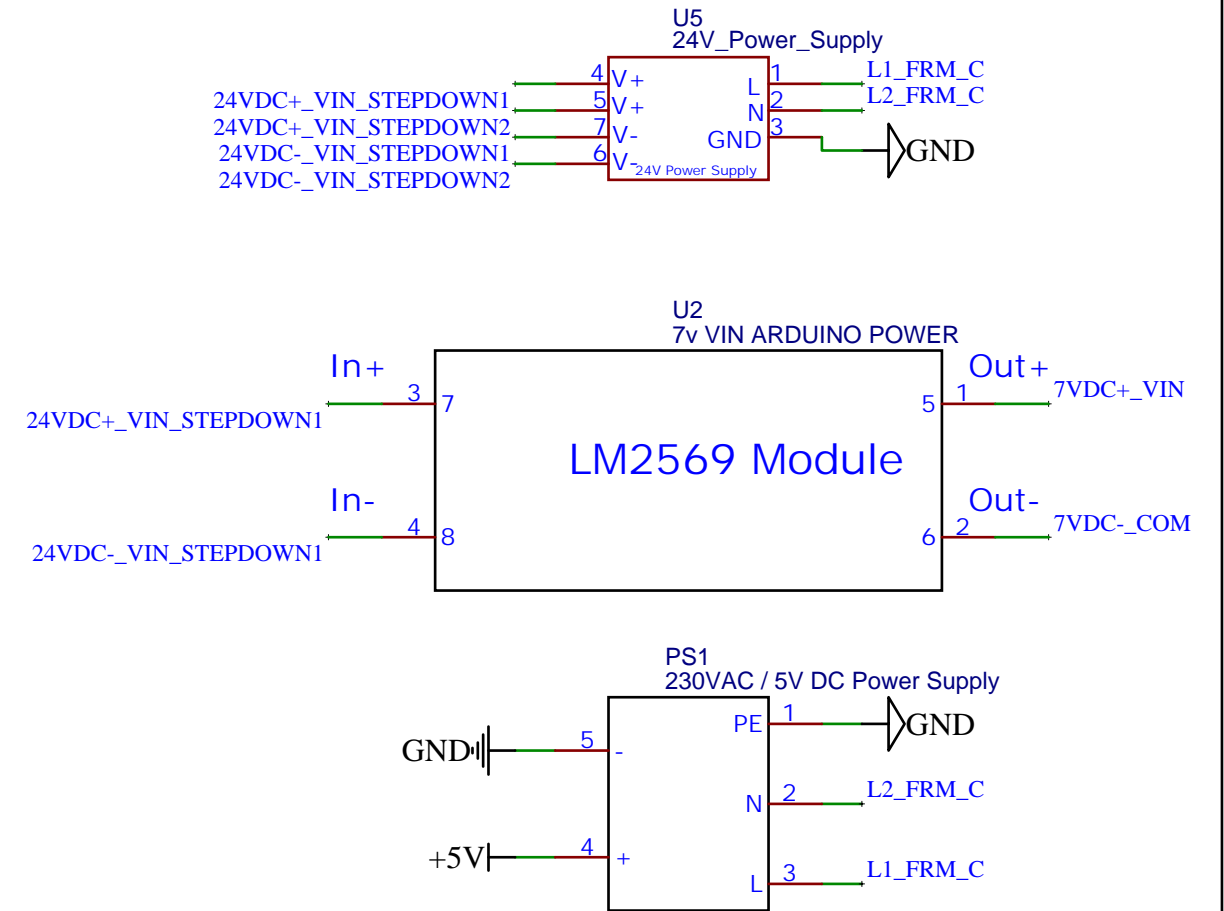 U5
24V_Power_Supply
4 V+ L 1 L1_FRM_C
24VDC+_VIN_STEPDOWN1 5 V+ N 2 L2_FRM_C
24VDC+_VIN_STEPDOWN2 7 V- GND 3 GND
24VDC-_VIN_STEPDOWN1 6 V- 24V Power Supply
24VDC-_VIN_STEPDOWN2
U2
7v VIN ARDUINO POWER
In+ Out+
24VDC+_VIN_STEPDOWN1 3 7 5 1 7VDC+_VIN
LM2569 Module
In- Out-
24VDC-_VIN_STEPDOWN1 4 8 6 2 7VDC-_COM
PS1
230VAC / 5V DC Power Supply
PE 1 GND
GND 5 -
N 2 L2_FRM_C
+5V 4 +
L 3 L1_FRM_C